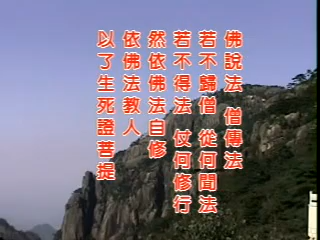 佛說法 僧傳法
若不歸僧 從何聞法
若不得法 仗何修行
然依佛法自修
依佛法教人
以了生死證菩提